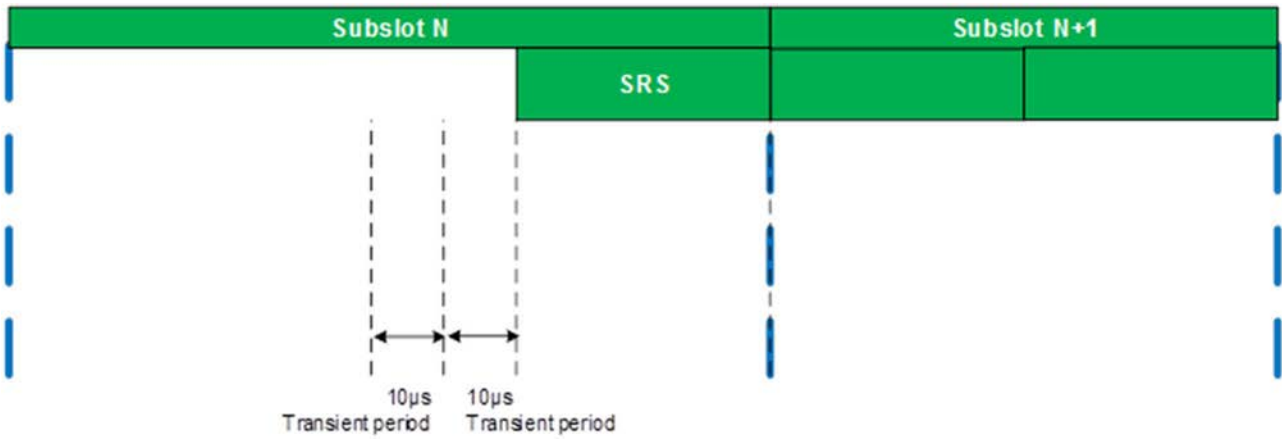 Subslot N
Subslot N+1
SRS
10µs
Transient period
10µs
Transient period